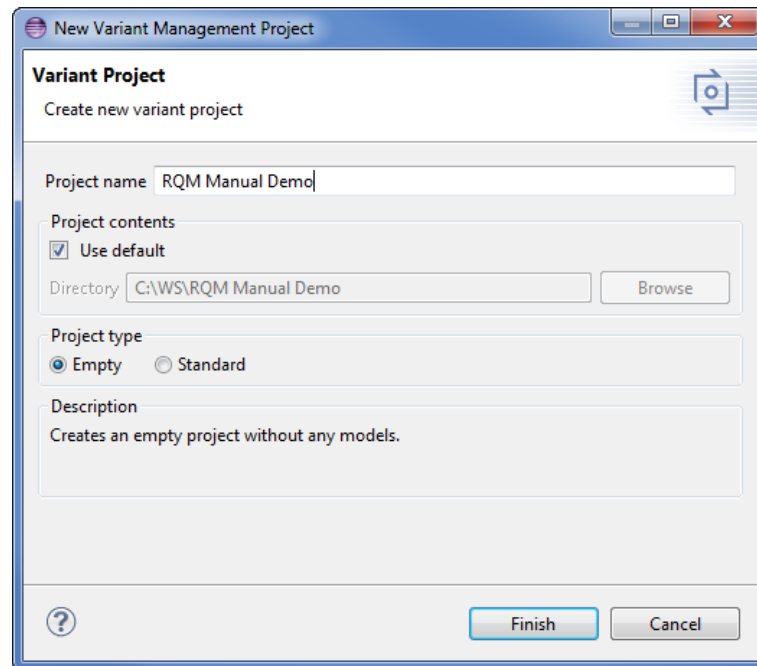 New Variant Management Project
Variant Project
Create new variant project
Project name RQM Manual Demo
Project contents
Use default
Directory C:\WS\RQM Manual Demo Browse
Project type
Empty Standard
Description
Creates an empty project without any models.
? Finish Cancel